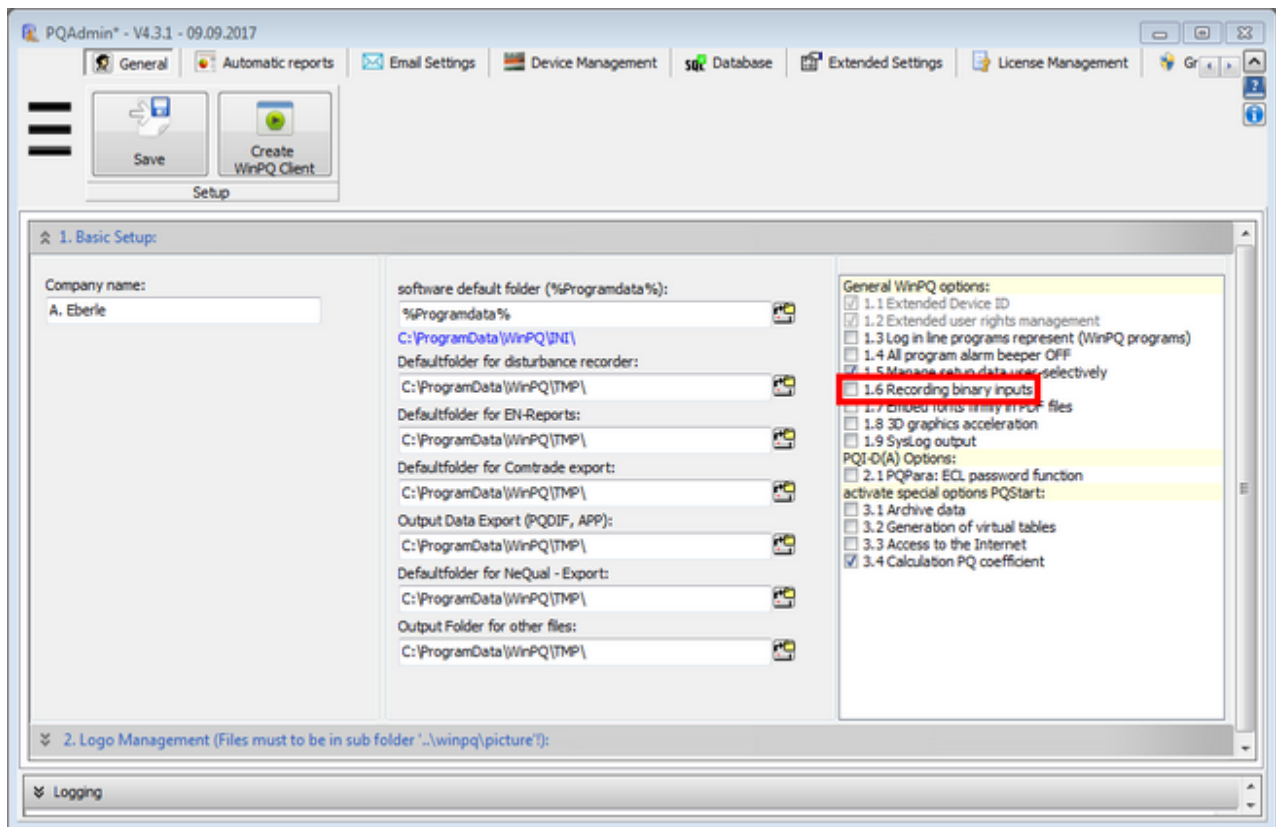 PQAdmin* - V4.3.1 - 09.09.2017
General Automatic reports Email Settings Device Management SQL Database Extended Settings License Management Gr
Save
Create
WinPQ Client
Setup
1. Basic Setup:
Company name:
A. Eberle
software default folder (%Programdata%):
%Programdata%
C:\ProgramData\WinPQ\INI\
Defaultfolder for disturbance recorder:
C:\ProgramData\WinPQ\TMP\
Defaultfolder for EN-Reports:
C:\ProgramData\WinPQ\TMP\
Defaultfolder for Comtrade export:
C:\ProgramData\WinPQ\TMP\
Output Data Export (PQDIF, APP):
C:\ProgramData\WinPQ\TMP\
Defaultfolder for NeQual - Export:
C:\ProgramData\WinPQ\TMP\
Output Folder for other files:
C:\ProgramData\WinPQ\TMP\
General WinPQ options:
1.1 Extended Device ID
1.2 Extended user rights management
1.3 Log in line programs represent (WinPQ programs)
1.4 All program alarm beeper OFF
1.5 Manage setup data user-selectively
1.6 Recording binary inputs
1.7 Embed fonts firmly in PDF files
1.8 3D graphics acceleration
1.9 SysLog output
PQI-D(A) Options:
2.1 PQPara: ECL password function
activate special options PQStart:
3.1 Archive data
3.2 Generation of virtual tables
3.3 Access to the Internet
3.4 Calculation PQ coefficient
2. Logo Management (Files must to be in sub folder '..\winpq\picture'!):
Logging